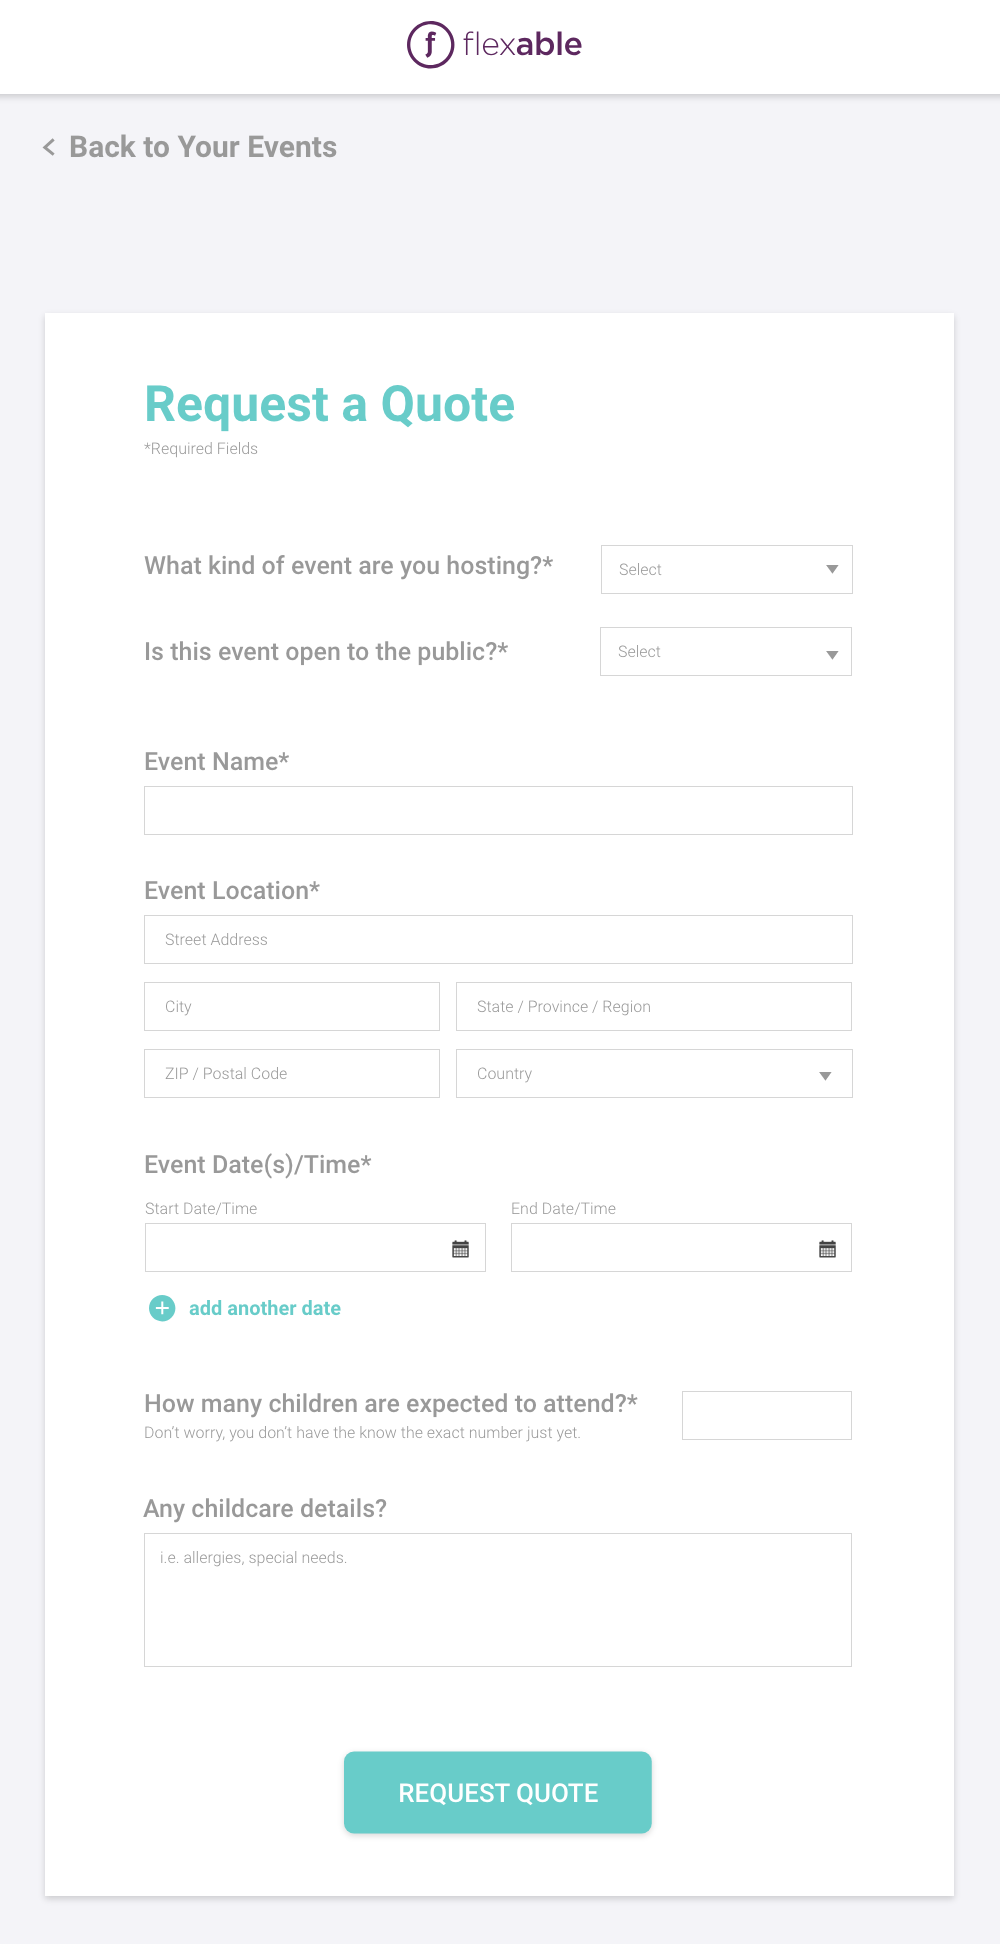 f flexable
< Back to Your Events
Request a Quote
*Required Fields
What kind of event are you hosting?*
Select
Is this event open to the public?*
Select
Event Name*
Event Location*
Street Address
City
State / Province / Region
ZIP / Postal Code
Country
Event Date(s)/Time*
Start Date/Time
End Date/Time
+ add another date
How many children are expected to attend?*
Don't worry, you don't have the know the exact number just yet.
Any childcare details?
i.e. allergies, special needs.
REQUEST QUOTE